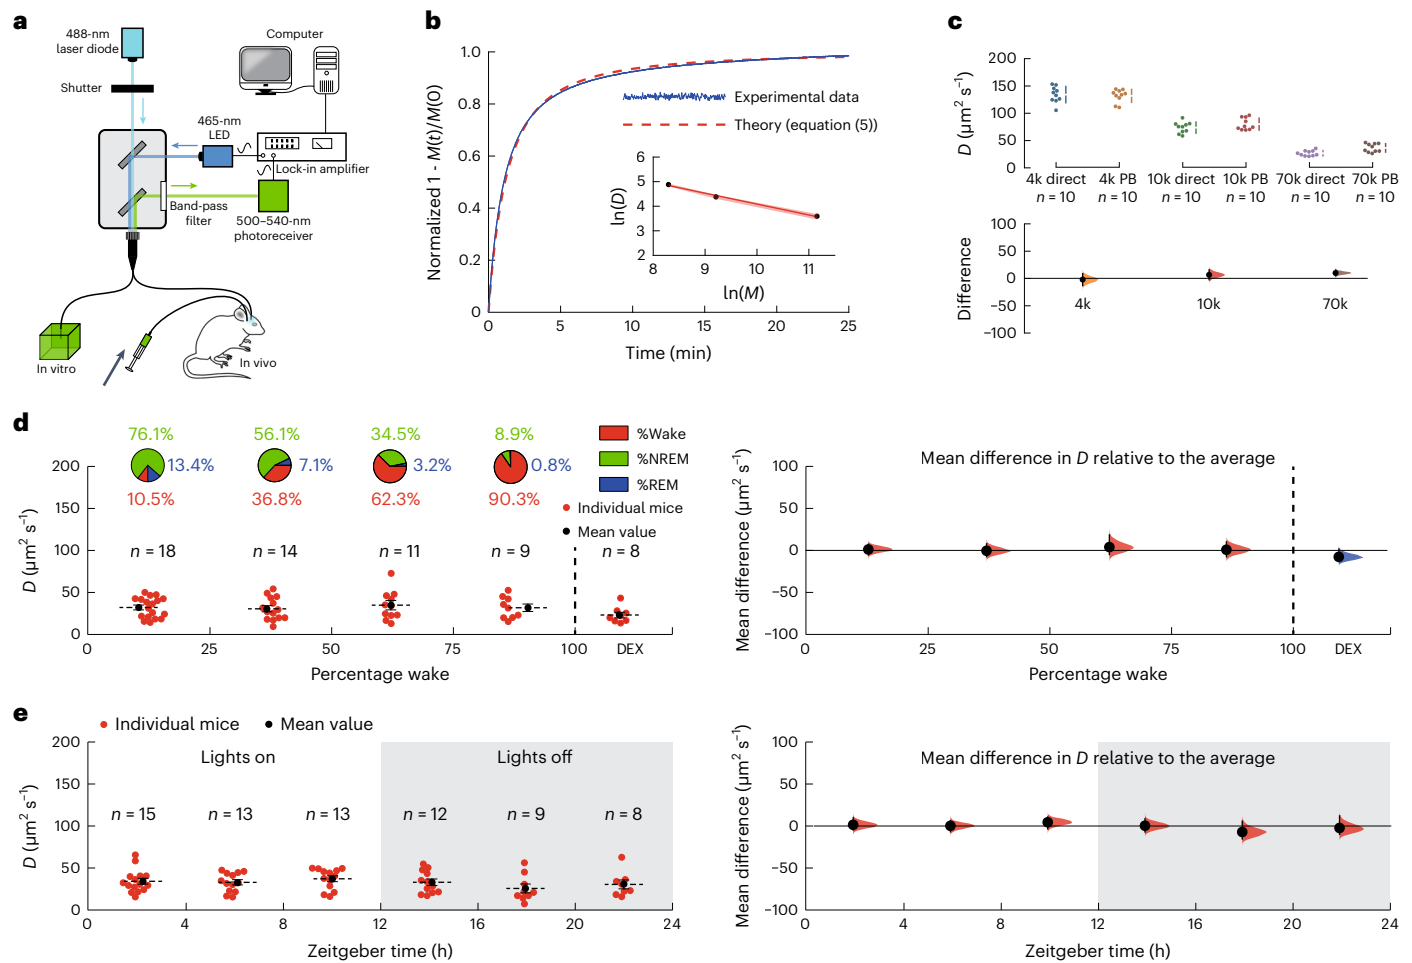 a
488-nm
laser diode
Computer
Shutter
465-nm
LED
Lock-in amplifier
Band-pass
filter
500–540-nm
photoreceiver
In vitro
In vivo
b
Normalized 1 - M(t)/M(0)
1.0
0.8
0.6
0.4
0.2
0
0 5 10 15 20 25
Time (min)
Experimental data
Theory (equation (5))
ln(D)
6
5
4
3
2
8 9 10 11
ln(M)
c
D (µm² s⁻¹)
200
150
100
50
0
4k direct 4k PB 10k direct 10k PB 70k direct 70k PB
n = 10 n = 10 n = 10 n = 10 n = 10 n = 10
Difference
100
50
0
−50
−100
4k 10k 70k
d
76.1% 56.1% 34.5% 8.9%
13.4% 7.1% 3.2% 0.8%
10.5% 36.8% 62.3% 90.3%
%Wake
%NREM
%REM
Individual mice
Mean value
n = 18 n = 14 n = 11 n = 9 n = 8
D (µm² s⁻¹)
200
150
100
50
0
0 25 50 75 100 DEX
Percentage wake
Mean difference in D relative to the average
Mean difference (µm² s⁻¹)
100
50
0
−50
−100
0 25 50 75 100 DEX
Percentage wake
e
Individual mice Mean value
Lights on Lights off
n = 15 n = 13 n = 13 n = 12 n = 9 n = 8
D (µm² s⁻¹)
200
150
100
50
0
0 4 8 12 16 20 24
Zeitgeber time (h)
Mean difference in D relative to the average
Mean difference (µm² s⁻¹)
100
50
0
−50
−100
0 4 8 12 16 20 24
Zeitgeber time (h)